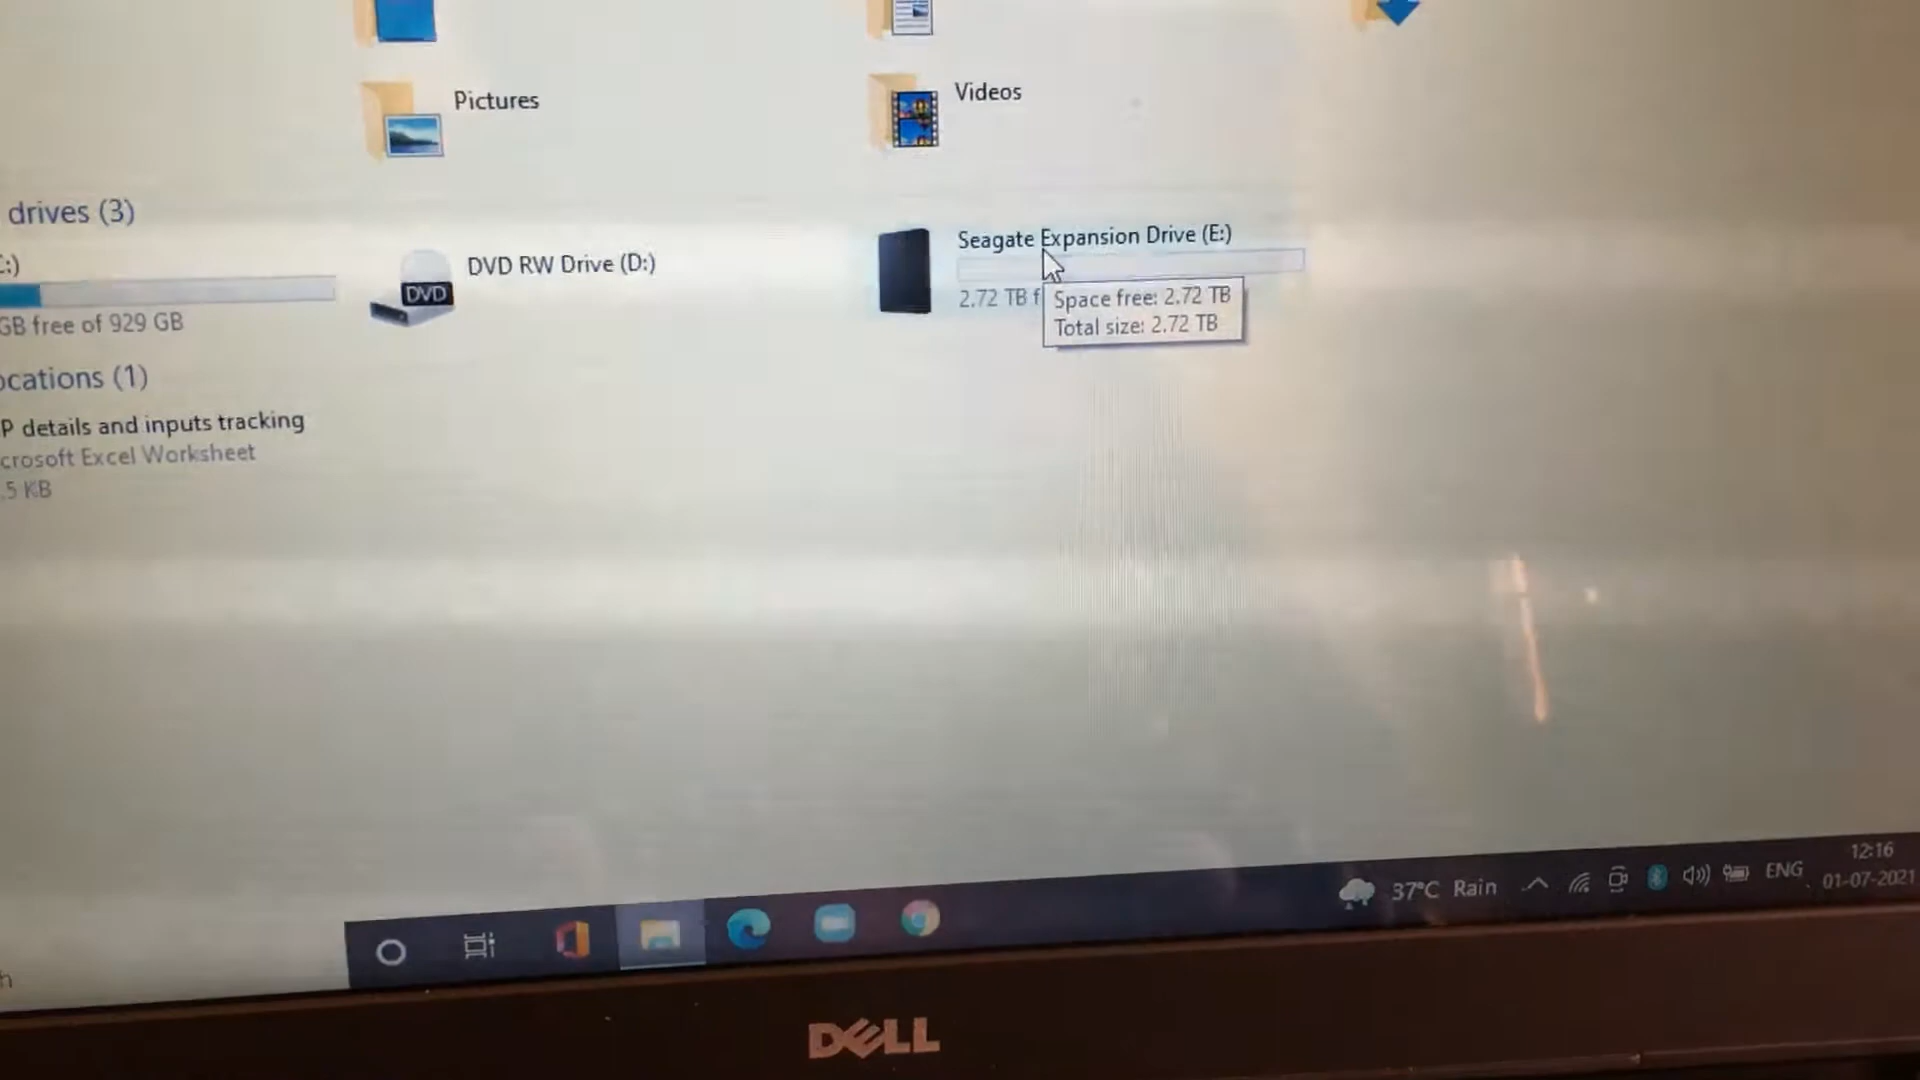 Pictures
Videos
drives (3)
:)
DVD RW Drive (D:)
DVD
Seagate Expansion Drive (E:)
2.72 TB f
Space free: 2.72 TB
Total size: 2.72 TB
GB free of 929 GB
ocations (1)
P details and inputs tracking
crosoft Excel Worksheet
.5 KB
37°C Rain
ENG
12:16
01-07-2021
h
DELL